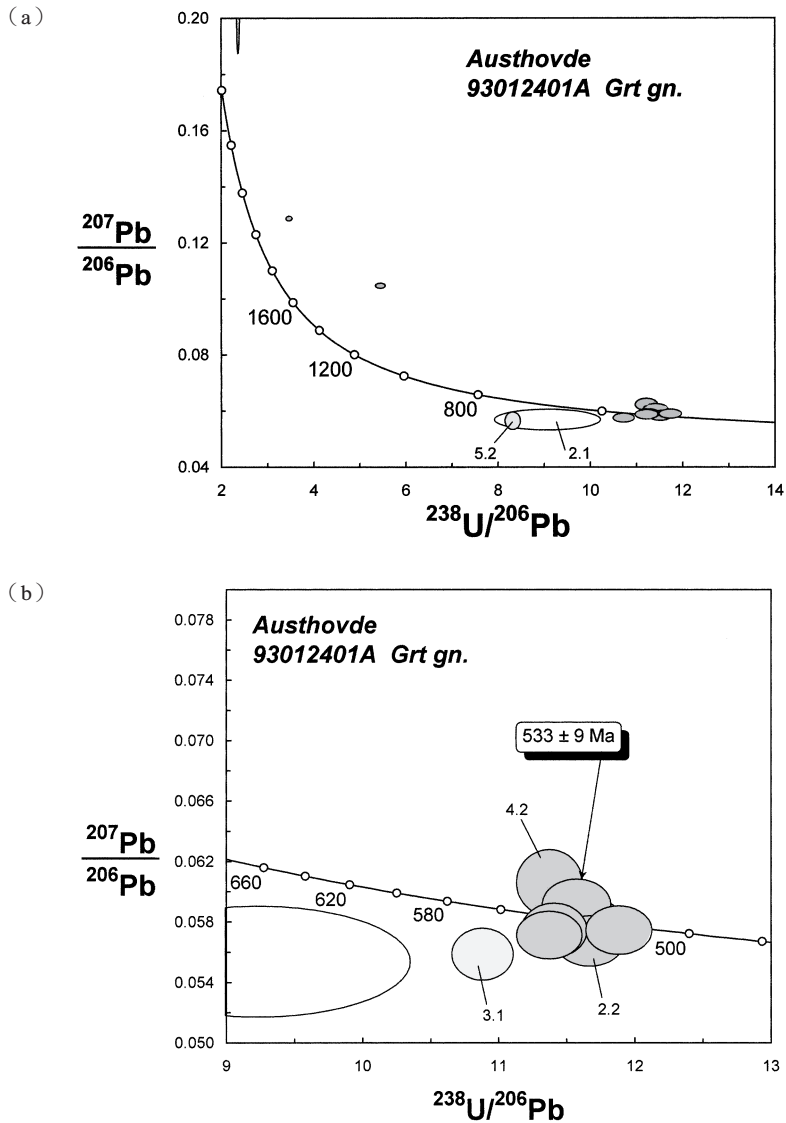 （a）
Austhovde
93012401A Grt gn.
0.20
0.16
0.12
0.08
0.04
207Pb
206Pb
1600
1200
800
5.2
2.1
2
4
6
8
10
12
14
238U/206Pb
（b）
Austhovde
93012401A Grt gn.
0.078
0.074
0.070
0.066
0.062
0.058
0.054
0.050
207Pb
206Pb
533 ± 9 Ma
4.2
660
620
580
500
3.1
2.2
9
10
11
12
13
238U/206Pb